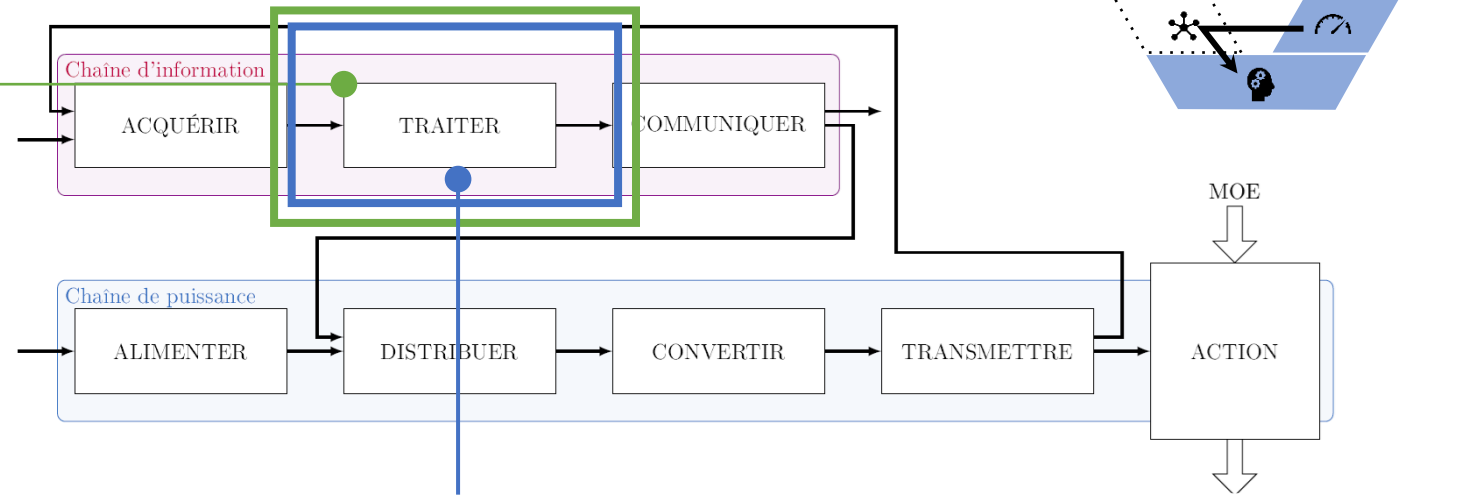 Chaîne d'information
ACQUÉRIR
TRAITER
COMMUNIQUER
MOE
Chaîne de puissance
ALIMENTER
DISTRIBUER
CONVERTIR
TRANSMETTRE
ACTION